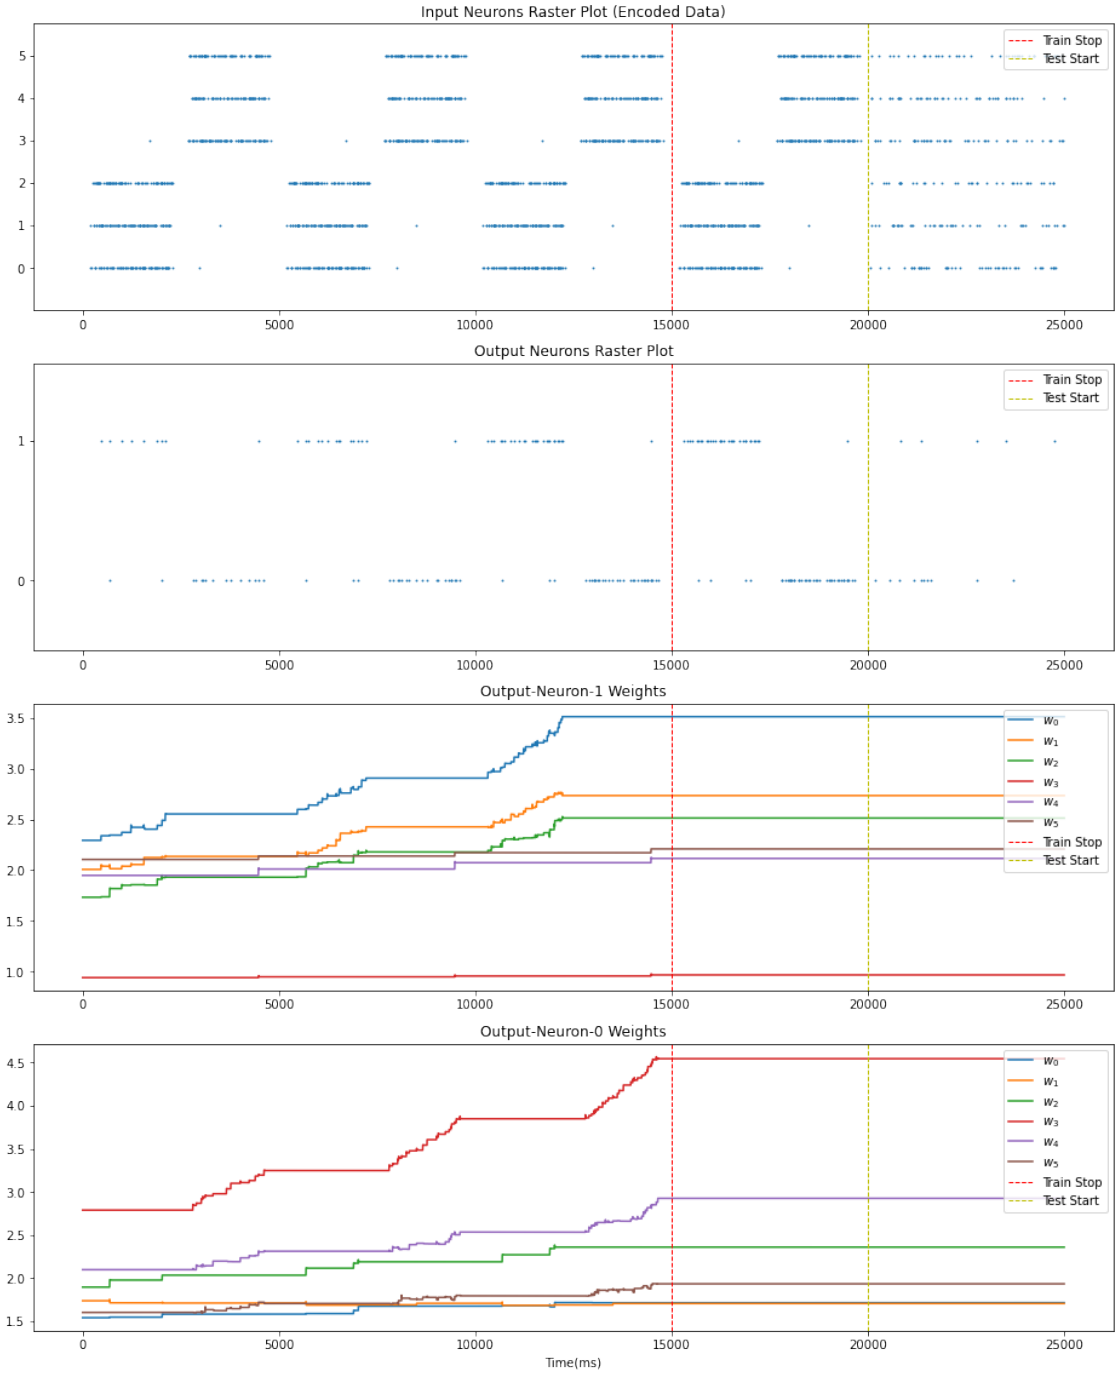 Input Neurons Raster Plot (Encoded Data)
Train Stop
Test Start
5
4
3
2
1
0
0 5000 10000 15000 20000 25000
Output Neurons Raster Plot
Train Stop
Test Start
1
0
0 5000 10000 15000 20000 25000
Output-Neuron-1 Weights
w0
w1
w2
w3
w4
w5
Train Stop
Test Start
3.5
3.0
2.5
2.0
1.5
1.0
0 5000 10000 15000 20000 25000
Output-Neuron-0 Weights
w0
w1
w2
w3
w4
w5
Train Stop
Test Start
4.5
4.0
3.5
3.0
2.5
2.0
1.5
0 5000 10000 15000 20000 25000
Time(ms)